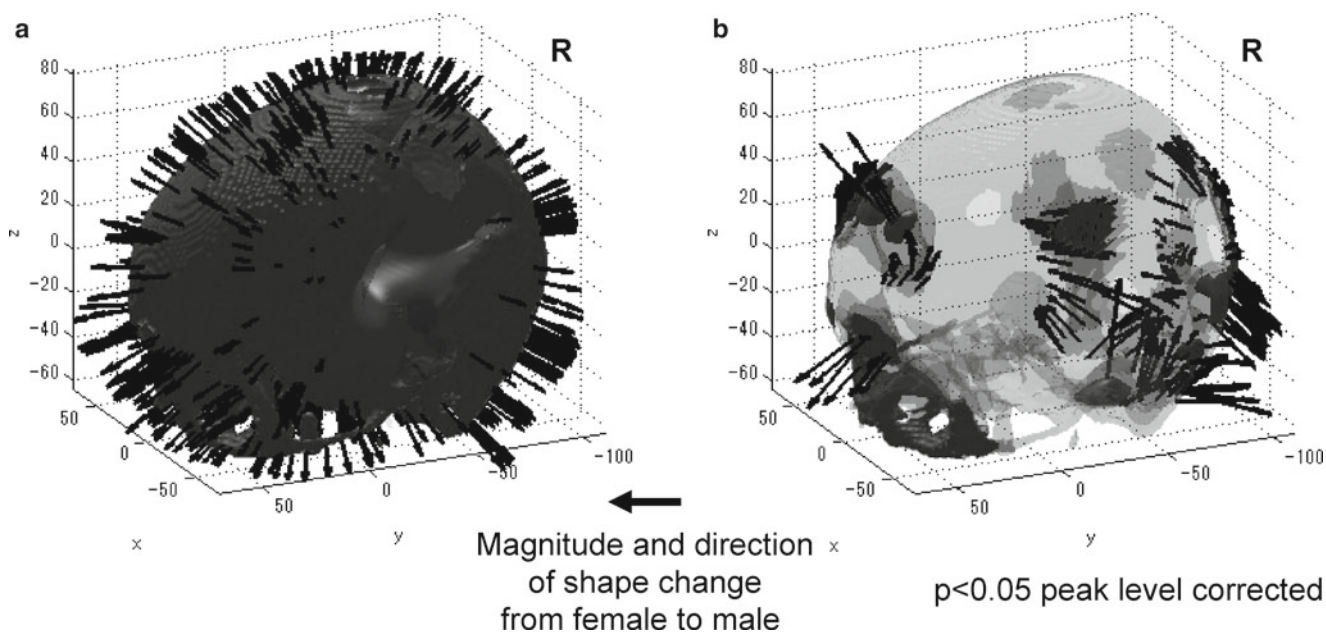 a
R
80
60
40
20
0
-20
-40
-60
z
50
0
-50
x
50
0
-50
-100
y
b
R
80
60
40
20
0
-20
-40
-60
z
50
0
-50
x
50
0
-50
-100
y
Magnitude and direction
of shape change
from female to male
p<0.05 peak level corrected